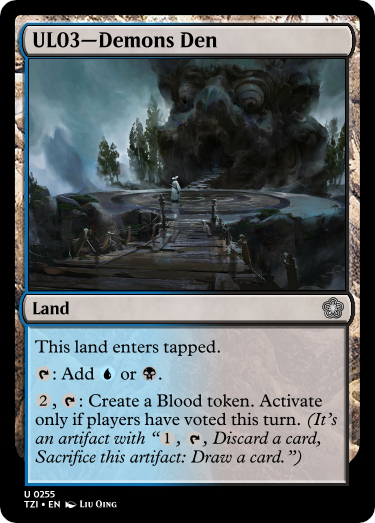 UL03—Demons Den
Land
This land enters tapped.
: Add or .
2, : Create a Blood token. Activate
only if players have voted this turn. (It's
an artifact with “1, , Discard a card,
Sacrifice this artifact: Draw a card.”)
U 0255
TZI • EN Liu Qing